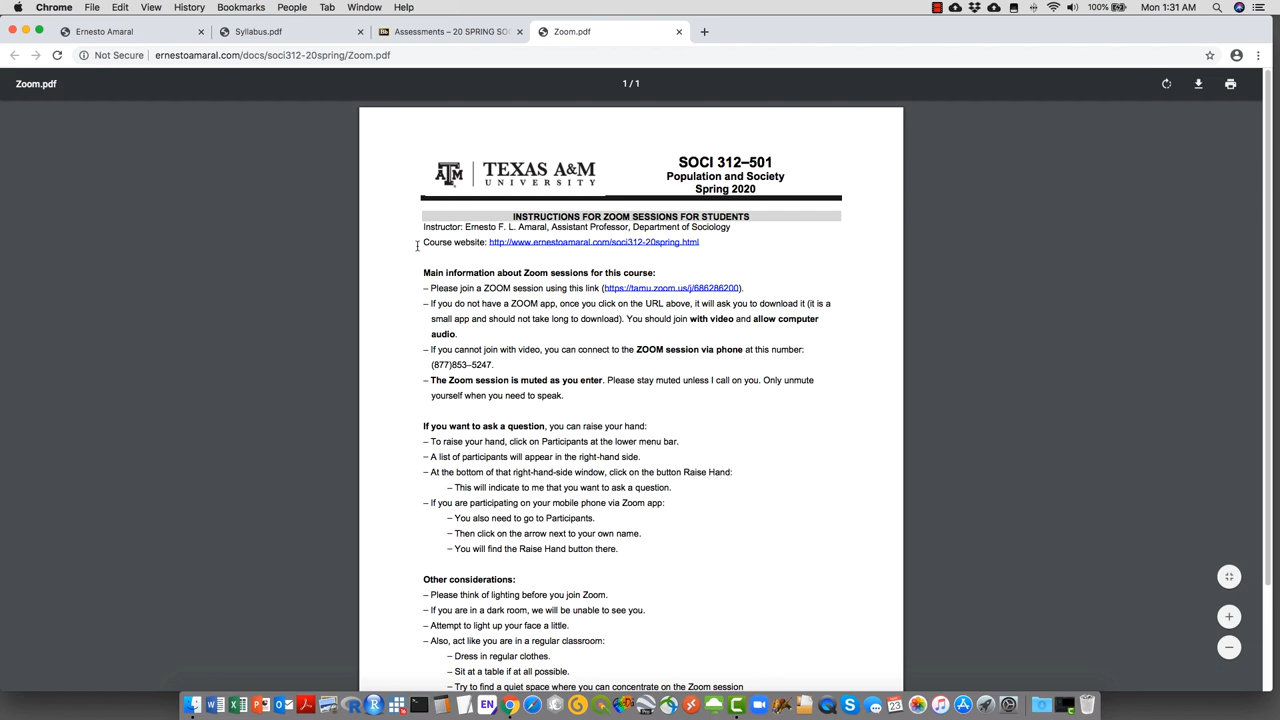 Chrome File Edit View History Bookmarks People Tab Window Help 100% Mon 1:31 AM
Ernesto Amaral × Syllabus.pdf × Bb Assessments – 20 SPRING SOC × Zoom.pdf × +
Not Secure ernestoamaral.com/docs/soci312-20spring/Zoom.pdf
Zoom.pdf 1 / 1
SOCI 312–501
ATM TEXAS A&M Population and Society
UNIVERSITY Spring 2020
INSTRUCTIONS FOR ZOOM SESSIONS FOR STUDENTS
Instructor: Ernesto F. L. Amaral, Assistant Professor, Department of Sociology
Course website: http://www.ernestoamaral.com/soci312-20spring.html
Main information about Zoom sessions for this course:
– Please join a ZOOM session using this link (https://tamu.zoom.us/j/686286200).
– If you do not have a ZOOM app, once you click on the URL above, it will ask you to download it (it is a
small app and should not take long to download). You should join with video and allow computer
audio.
– If you cannot join with video, you can connect to the ZOOM session via phone at this number:
(877)853–5247.
– The Zoom session is muted as you enter. Please stay muted unless I call on you. Only unmute
yourself when you need to speak.
If you want to ask a question, you can raise your hand:
– To raise your hand, click on Participants at the lower menu bar.
– A list of participants will appear in the right-hand side.
– At the bottom of that right-hand-side window, click on the button Raise Hand:
– This will indicate to me that you want to ask a question.
– If you are participating on your mobile phone via Zoom app:
– You also need to go to Participants.
– Then click on the arrow next to your own name.
– You will find the Raise Hand button there.
Other considerations:
– Please think of lighting before you join Zoom.
– If you are in a dark room, we will be unable to see you.
– Attempt to light up your face a little.
– Also, act like you are in a regular classroom:
– Dress in regular clothes.
– Sit at a table if at all possible.
– Try to find a quiet space where you can concentrate on the Zoom session
EN 23